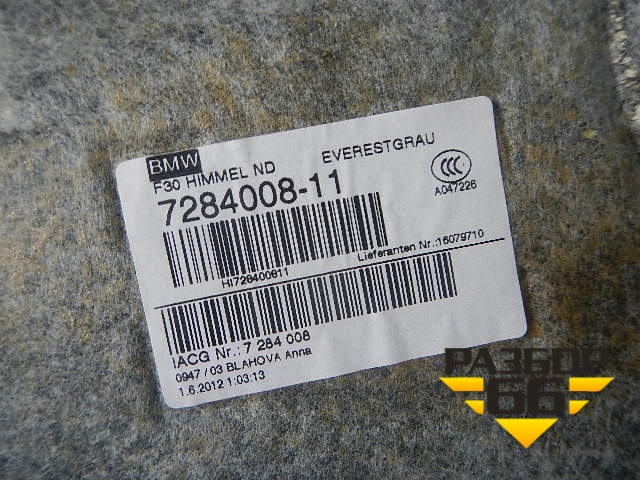 BMW
F30 HIMMEL ND EVERESTGRAU
7284008-11
CCC
A047226
HI728400811
Lieferanten Nr.:16079710
IACG Nr.: 7 284 008
0947 / 03 BLAHOVA Anna
1.6.2012 1:03:13
РАЗБОР
66